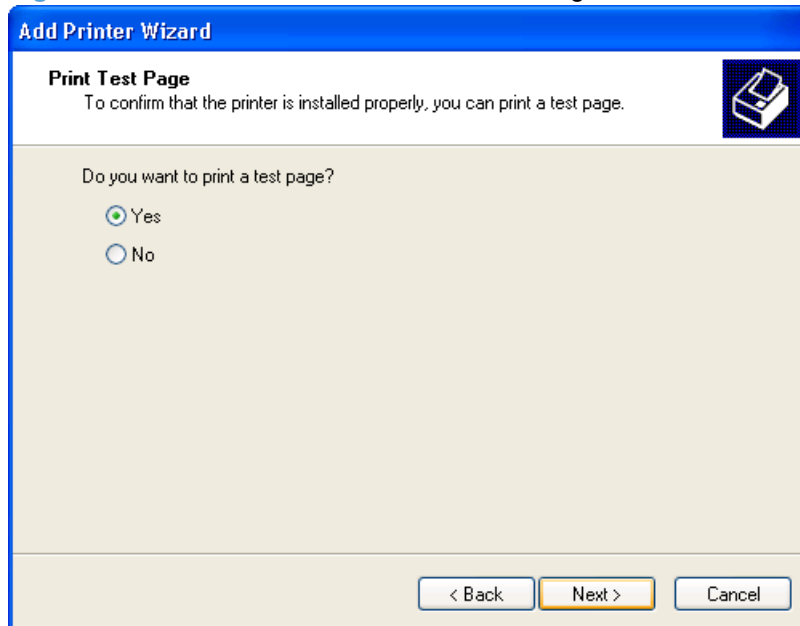 Add Printer Wizard
Print Test Page
To confirm that the printer is installed properly, you can print a test page.
Do you want to print a test page?
Yes
No
< Back
Next >
Cancel